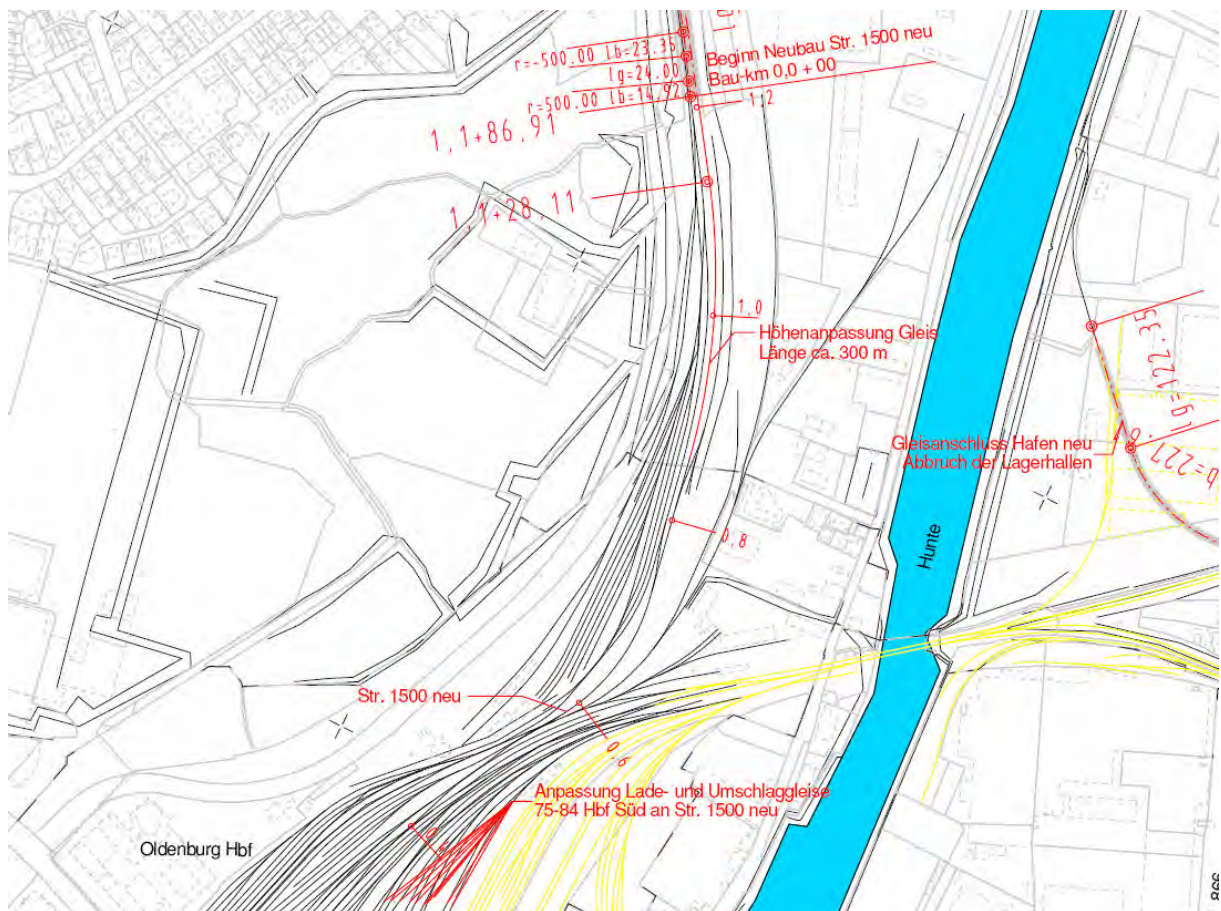 r=-500.00 lb=23.35
lg=24.00
r=500.00 lb=14.92
Beginn Neubau Str. 1500 neu
Bau-km 0,0 + 00
1,2
1,1+86,91
1,1+28,11
1,0
Höhenanpassung Gleis
Länge ca. 300 m
lg=122.35
Gleisanschluss Hafen neu
Abbruch der Lagerhallen
0,8
Hunte
Str. 1500 neu
0,6
Anpassung Lade- und Umschlaggleise
75-84 Hbf Süd an Str. 1500 neu
Oldenburg Hbf